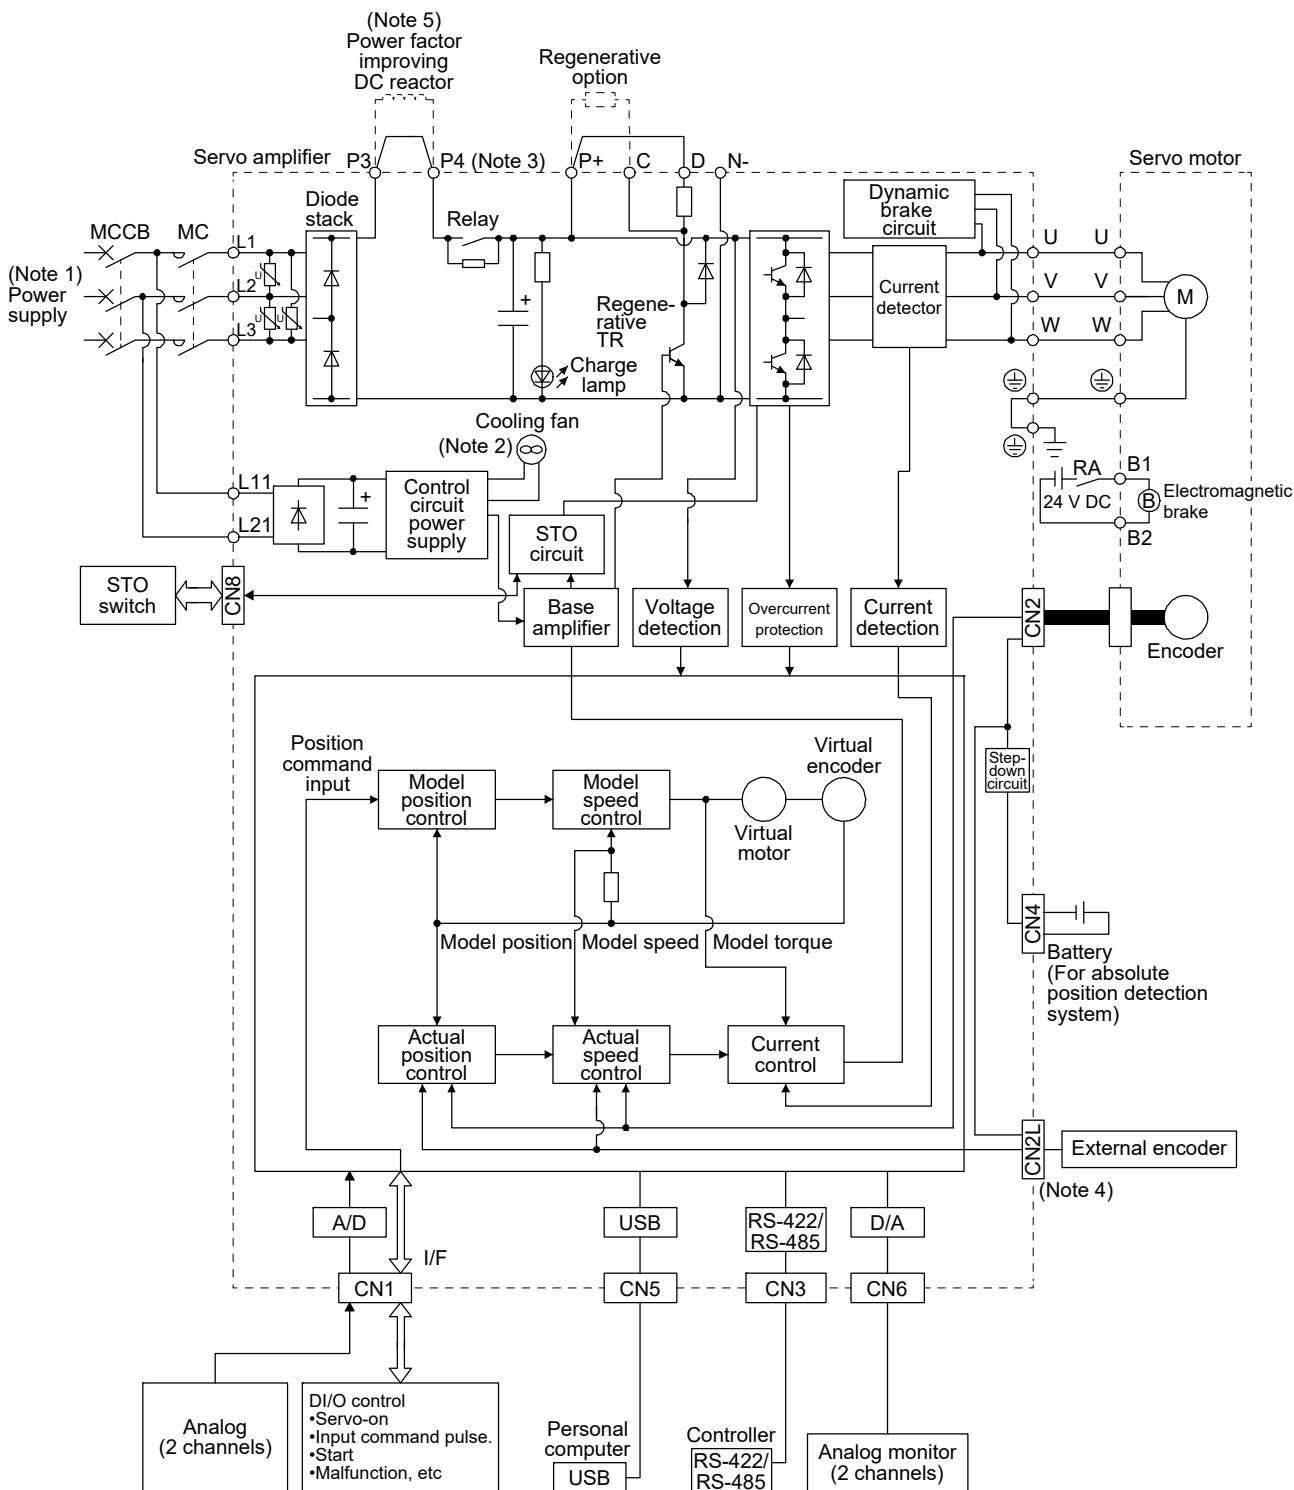 (Note 5)
Power factor
improving
DC reactor
Regenerative
option
Servo amplifier
P3
P4 (Note 3)
P+
C
D
N-
Servo motor
Diode
stack
Relay
Dynamic
brake
circuit
MCCB
MC
L1
L2
L3
(Note 1)
Power
supply
U
U
U
+
Regene-
rative
TR
Current
detector
U
V
W
U
V
W
M
Charge
lamp
Cooling fan
(Note 2)
L11
L21
+
Control
circuit
power
supply
STO
circuit
RA
24 V DC
B1
B
B2
Electromagnetic
brake
STO
switch
CN8
Base
amplifier
Voltage
detection
Overcurrent
protection
Current
detection
CN2
Encoder
Position
command
input
Model
position
control
Model
speed
control
Virtual
motor
Virtual
encoder
Step-
down
circuit
Model position
Model speed
Model torque
CN4
Battery
(For absolute
position detection
system)
Actual
position
control
Actual
speed
control
Current
control
CN2L
External encoder
(Note 4)
A/D
I/F
USB
RS-422/
RS-485
D/A
CN1
CN5
CN3
CN6
Analog
(2 channels)
DI/O control
•Servo-on
•Input command pulse.
•Start
•Malfunction, etc
Personal
computer
USB
Controller
RS-422/
RS-485
Analog monitor
(2 channels)